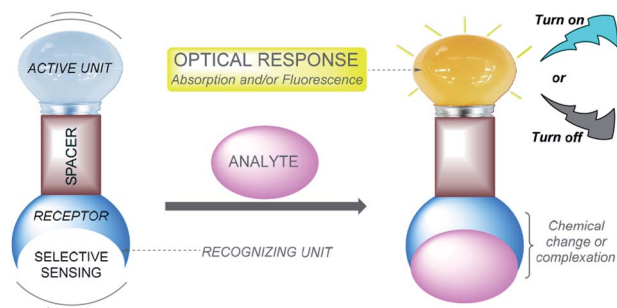 ACTIVE UNIT
SPACER
RECEPTOR
SELECTIVE
SENSING
OPTICAL RESPONSE
Absorption and/or Fluorescence
ANALYTE
RECOGNIZING UNIT
Turn on
or
Turn off
Chemical
change or
complexation